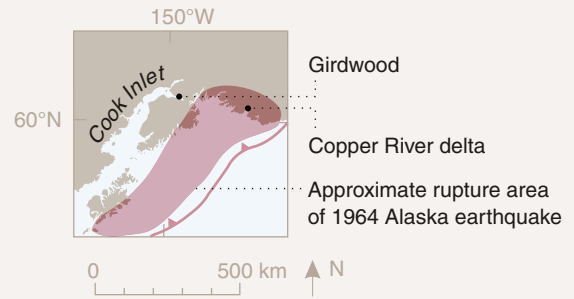 150°W
Girdwood
Cook Inlet
60°N
Copper River delta
Approximate rupture area
of 1964 Alaska earthquake
0 500 km N